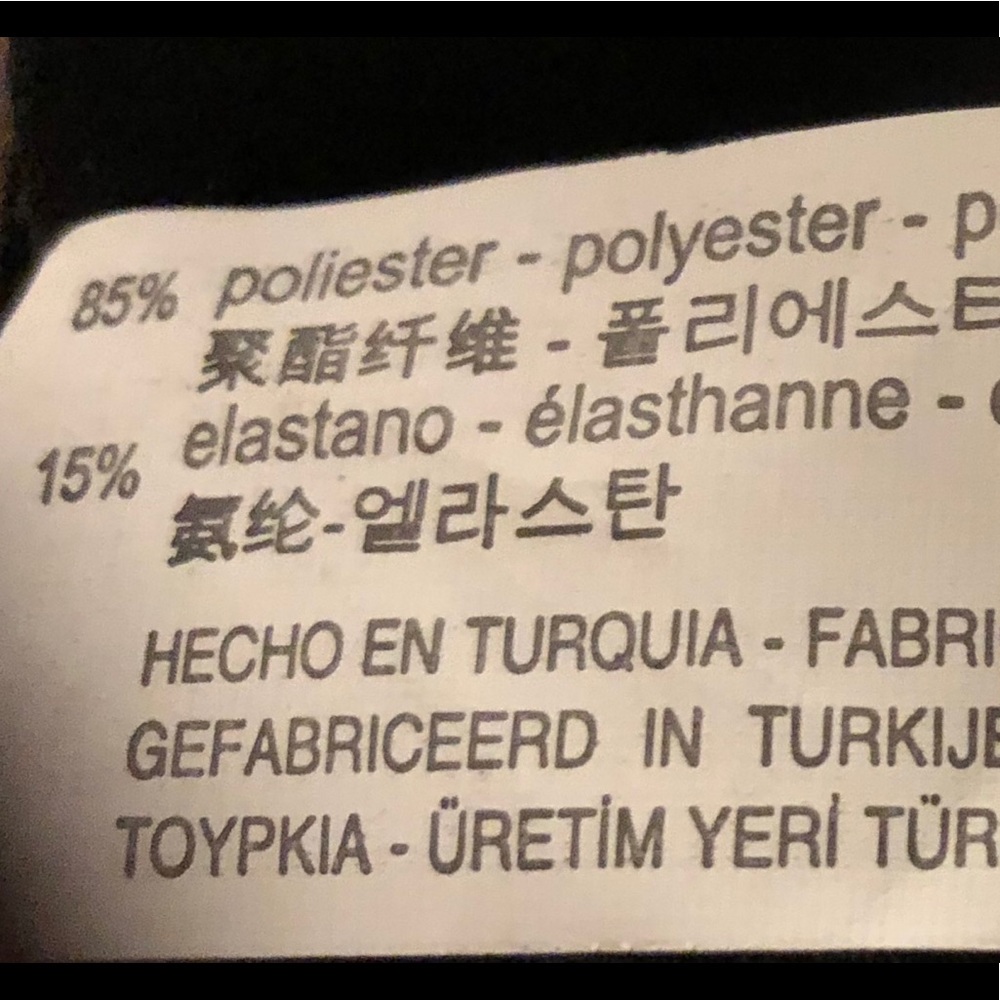 85% poliester - polyester - p
聚酯纤维 - 폴리에스터
15% elastano - élasthanne -
氨纶-엘라스탄
HECHO EN TURQUIA - FABRI
GEFABRICEERD IN TURKIJE
TOYPKIA - ÜRETİM YERİ TÜR